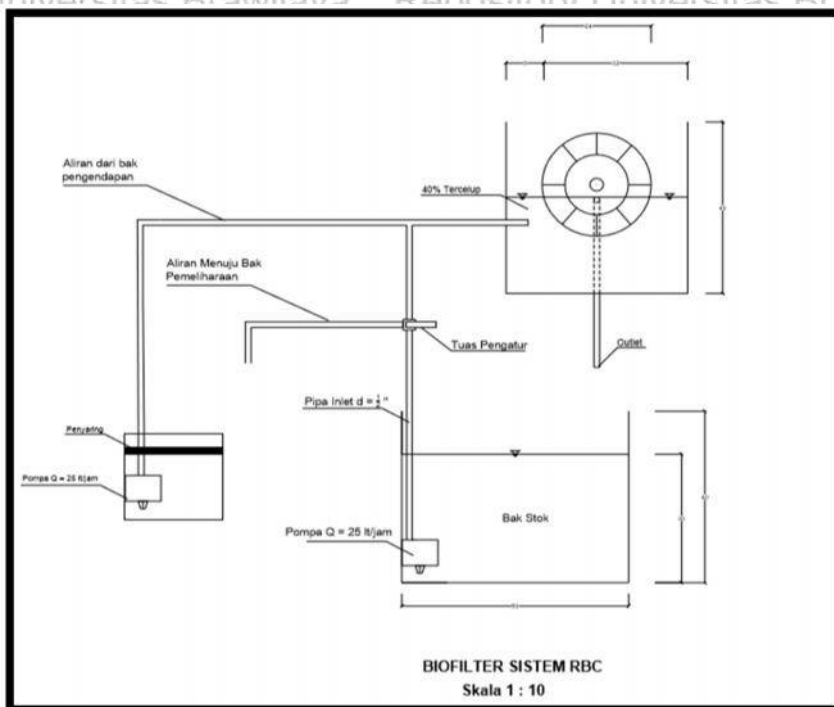 Aliran dari bak
pengendapan
40% Tercelup
Aliran Menuju Bak
Pemeliharaan
Tuas Pengatur
Outlet
Pipa Inlet d = ½ "
Penyaring
Pompa Q = 25 lt/jam
Bak Stok
Pompa Q = 25 lt/jam
BIOFILTER SISTEM RBC
Skala 1 : 10